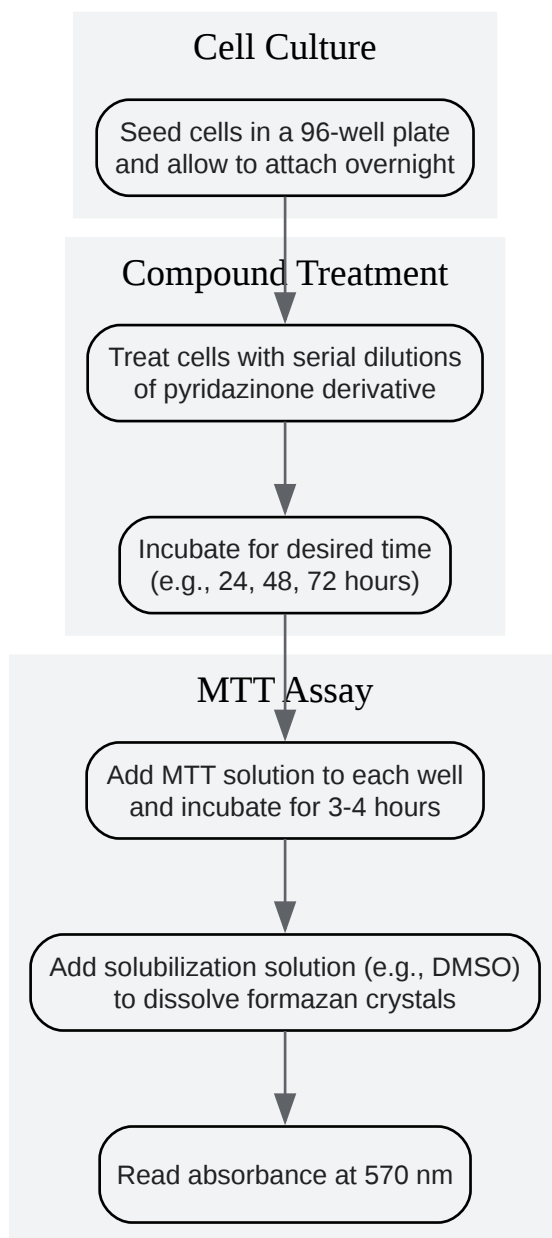 Cell Culture
Seed cells in a 96-well plate
and allow to attach overnight
Compound Treatment
Treat cells with serial dilutions
of pyridazinone derivative
Incubate for desired time
(e.g., 24, 48, 72 hours)
MTT Assay
Add MTT solution to each well
and incubate for 3-4 hours
Add solubilization solution (e.g., DMSO)
to dissolve formazan crystals
Read absorbance at 570 nm